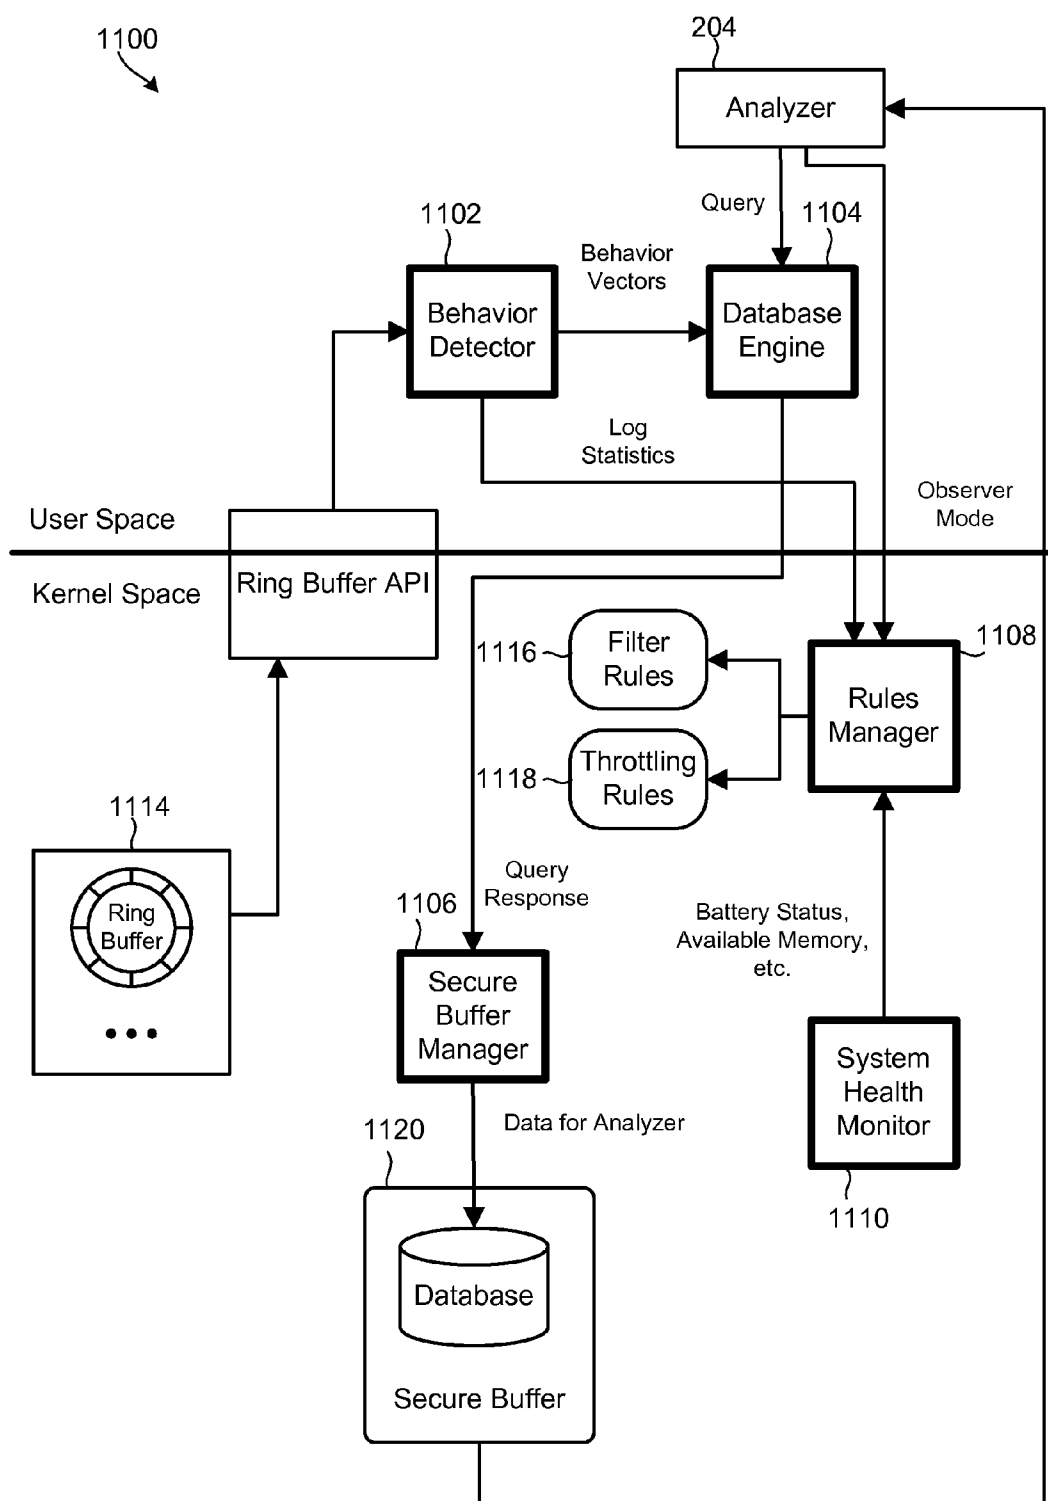 1100
204
Analyzer
Query
1104
1102
Behavior
Vectors
Behavior
Detector
Database
Engine
Log
Statistics
Observer
Mode
User Space
Kernel Space
Ring Buffer API
1116
Filter
Rules
1108
Rules
Manager
1118
Throttling
Rules
1114
Ring
Buffer
Query
Response
1106
Secure
Buffer
Manager
Battery Status,
Available Memory,
etc.
System
Health
Monitor
1110
Data for Analyzer
1120
Database
Secure Buffer